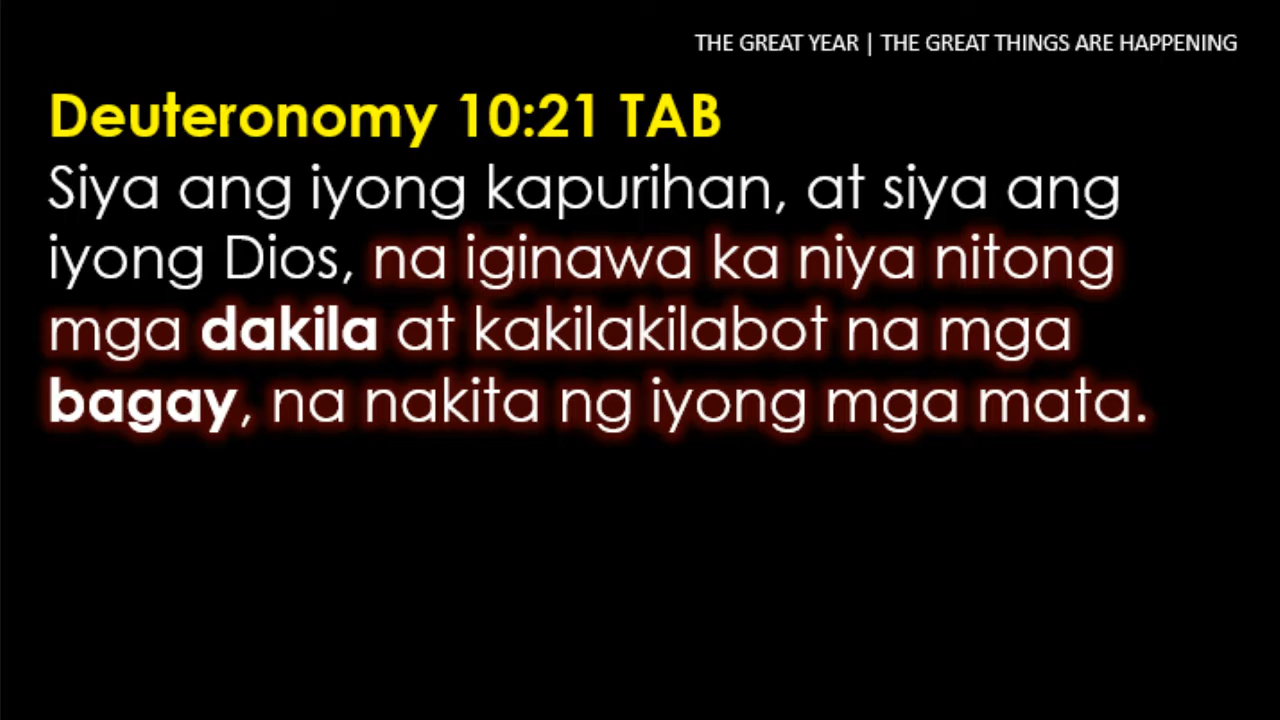 THE GREAT YEAR | THE GREAT THINGS ARE HAPPENING
Deuteronomy 10:21 TAB
Siya ang iyong kapurihan, at siya ang
iyong Dios, na iginawa ka niya nitong
mga dakila at kakilakilabot na mga
bagay, na nakita ng iyong mga mata.